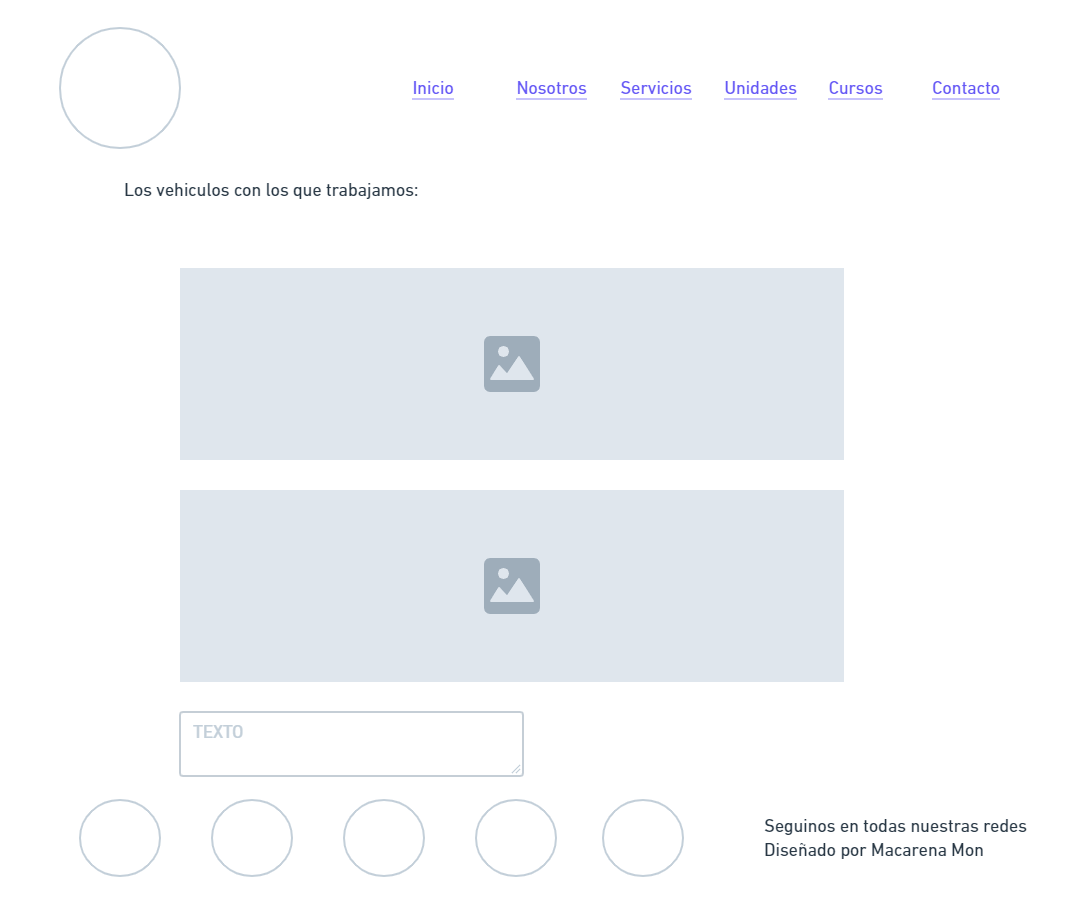 Inicio Nosotros Servicios Unidades Cursos Contacto
Los vehiculos con los que trabajamos:
TEXTO
Seguinos en todas nuestras redes
Diseñado por Macarena Mon